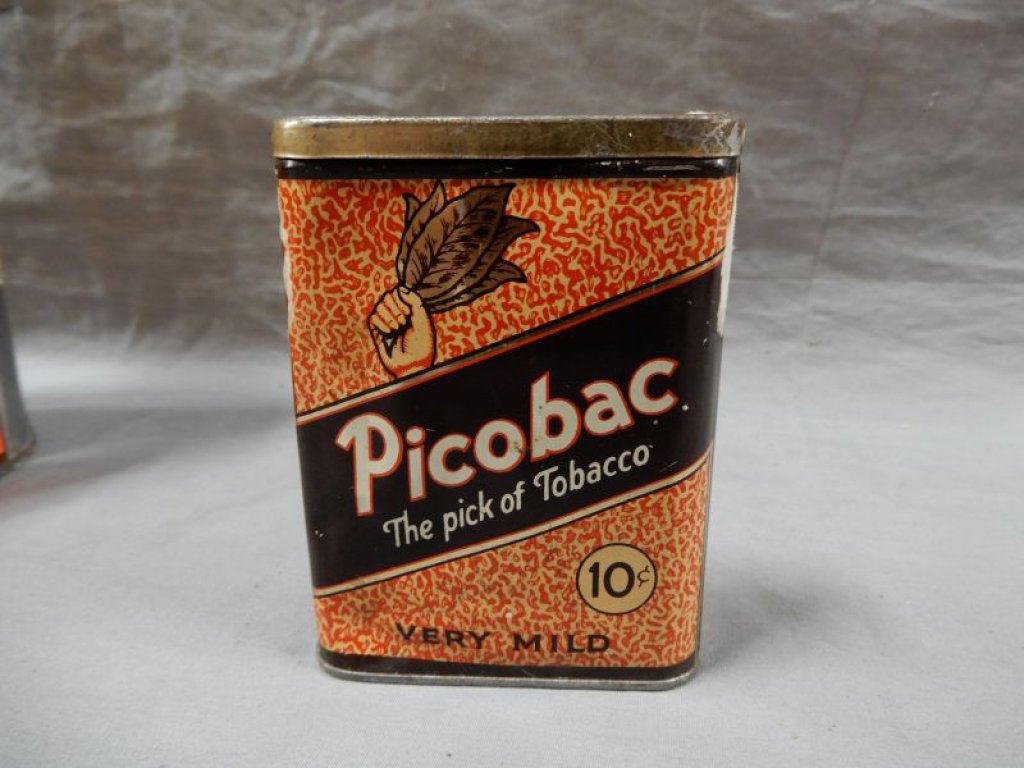 Picobac
The pick of Tobacco
10¢
VERY MILD